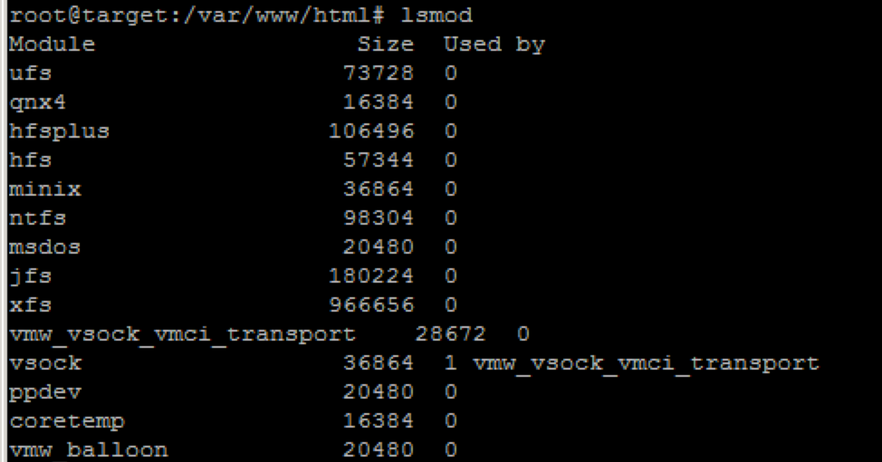 root@target:/var/www/html# lsmod
Module                  Size  Used by
ufs                    73728  0
qnx4                   16384  0
hfsplus               106496  0
hfs                    57344  0
minix                  36864  0
ntfs                   98304  0
msdos                  20480  0
jfs                   180224  0
xfs                   966656  0
vmw_vsock_vmci_transport    28672  0
vsock                  36864  1 vmw_vsock_vmci_transport
ppdev                  20480  0
coretemp               16384  0
vmw_balloon            20480  0